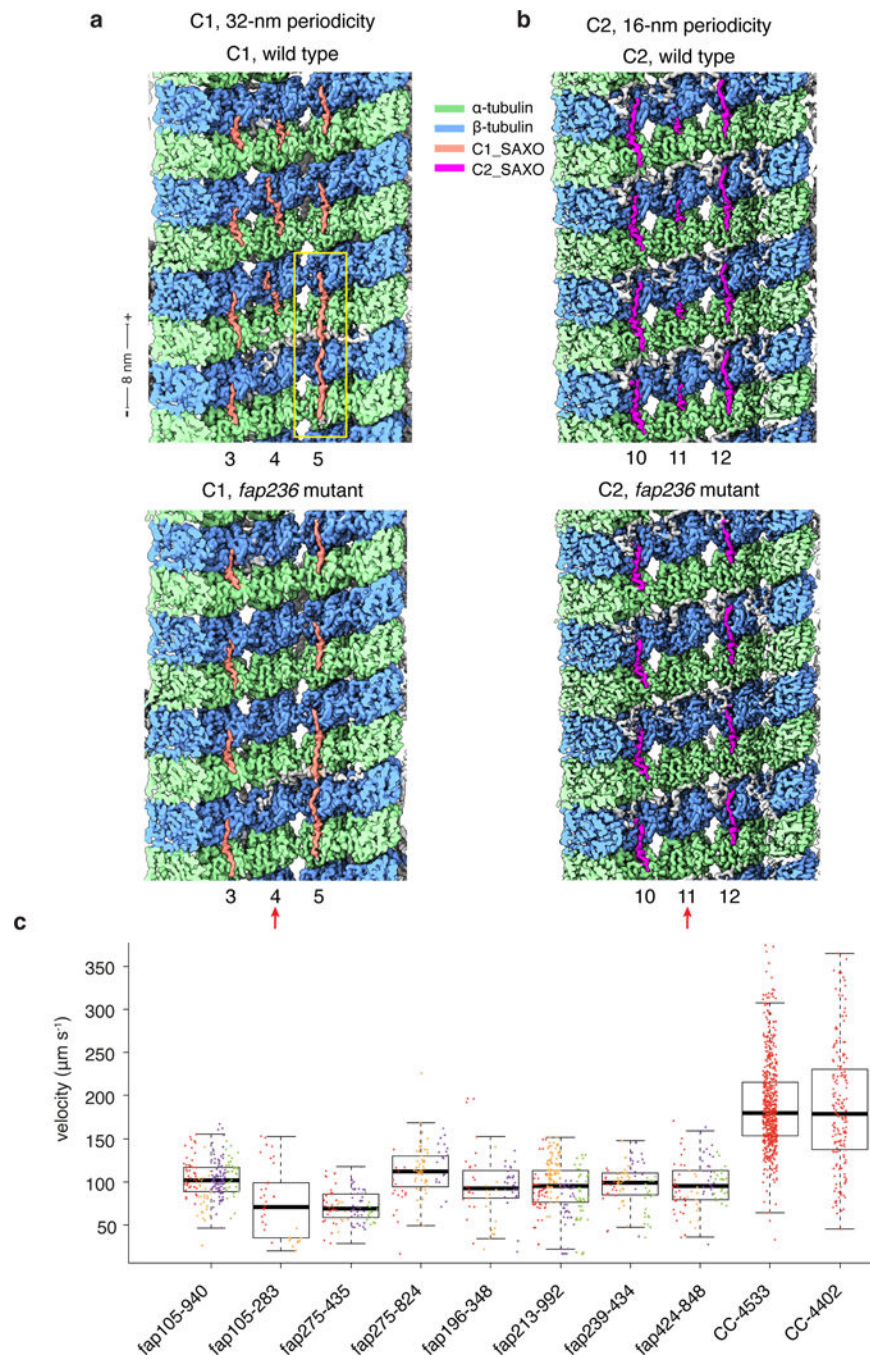 a
C1, 32-nm periodicity
C1, wild type
b
C2, 16-nm periodicity
C2, wild type
α-tubulin
β-tubulin
C1_SAXO
C2_SAXO
- 8 nm +
3 4 5
10 11 12
C1, fap236 mutant
C2, fap236 mutant
3 4 5
10 11 12
c
velocity (µm s⁻¹)
350
300
250
200
150
100
50
fap105-940
fap105-283
fap275-435
fap275-824
fap196-348
fap213-992
fap239-434
fap424-848
CC-4533
CC-4402